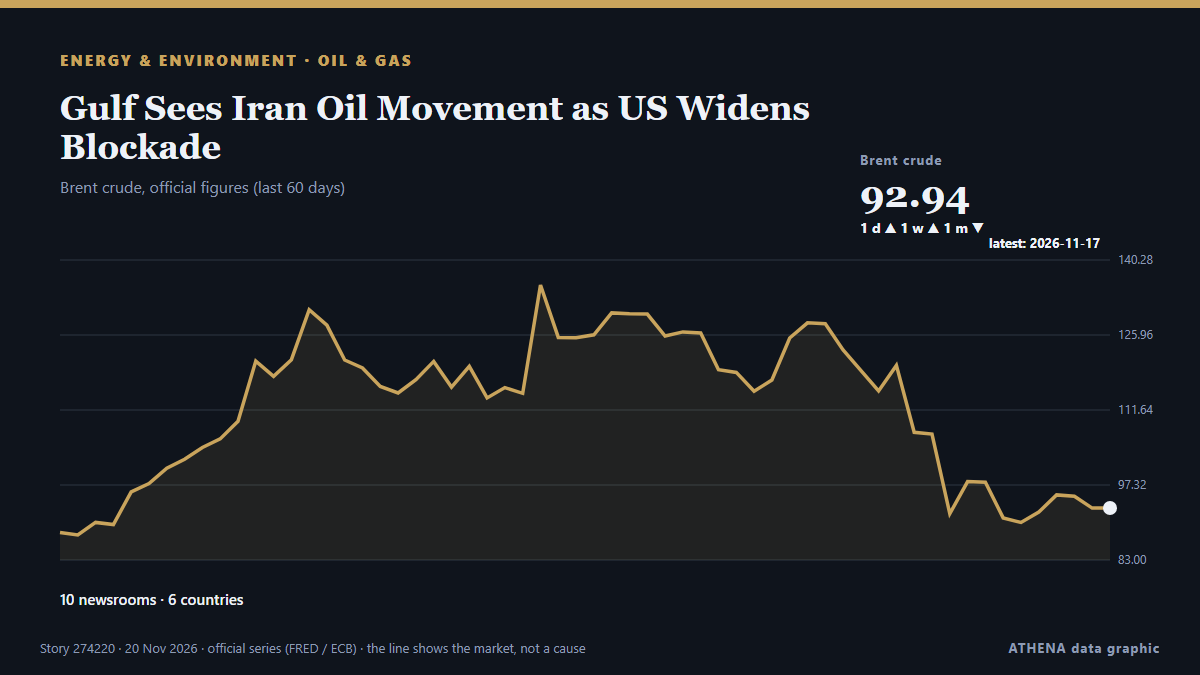 ENERGY & ENVIRONMENT · OIL & GAS
Gulf Sees Iran Oil Movement as US Widens
Blockade
Brent crude, official figures (last 60 days)
Brent crude
92.94
1 d ▲ 1 w ▲ 1 m ▼
latest: 2026-11-17
140.28
125.96
111.64
97.32
83.00
10 newsrooms · 6 countries
Story 274220 · 20 Nov 2026 · official series (FRED / ECB) · the line shows the market, not a cause
ATHENA data graphic